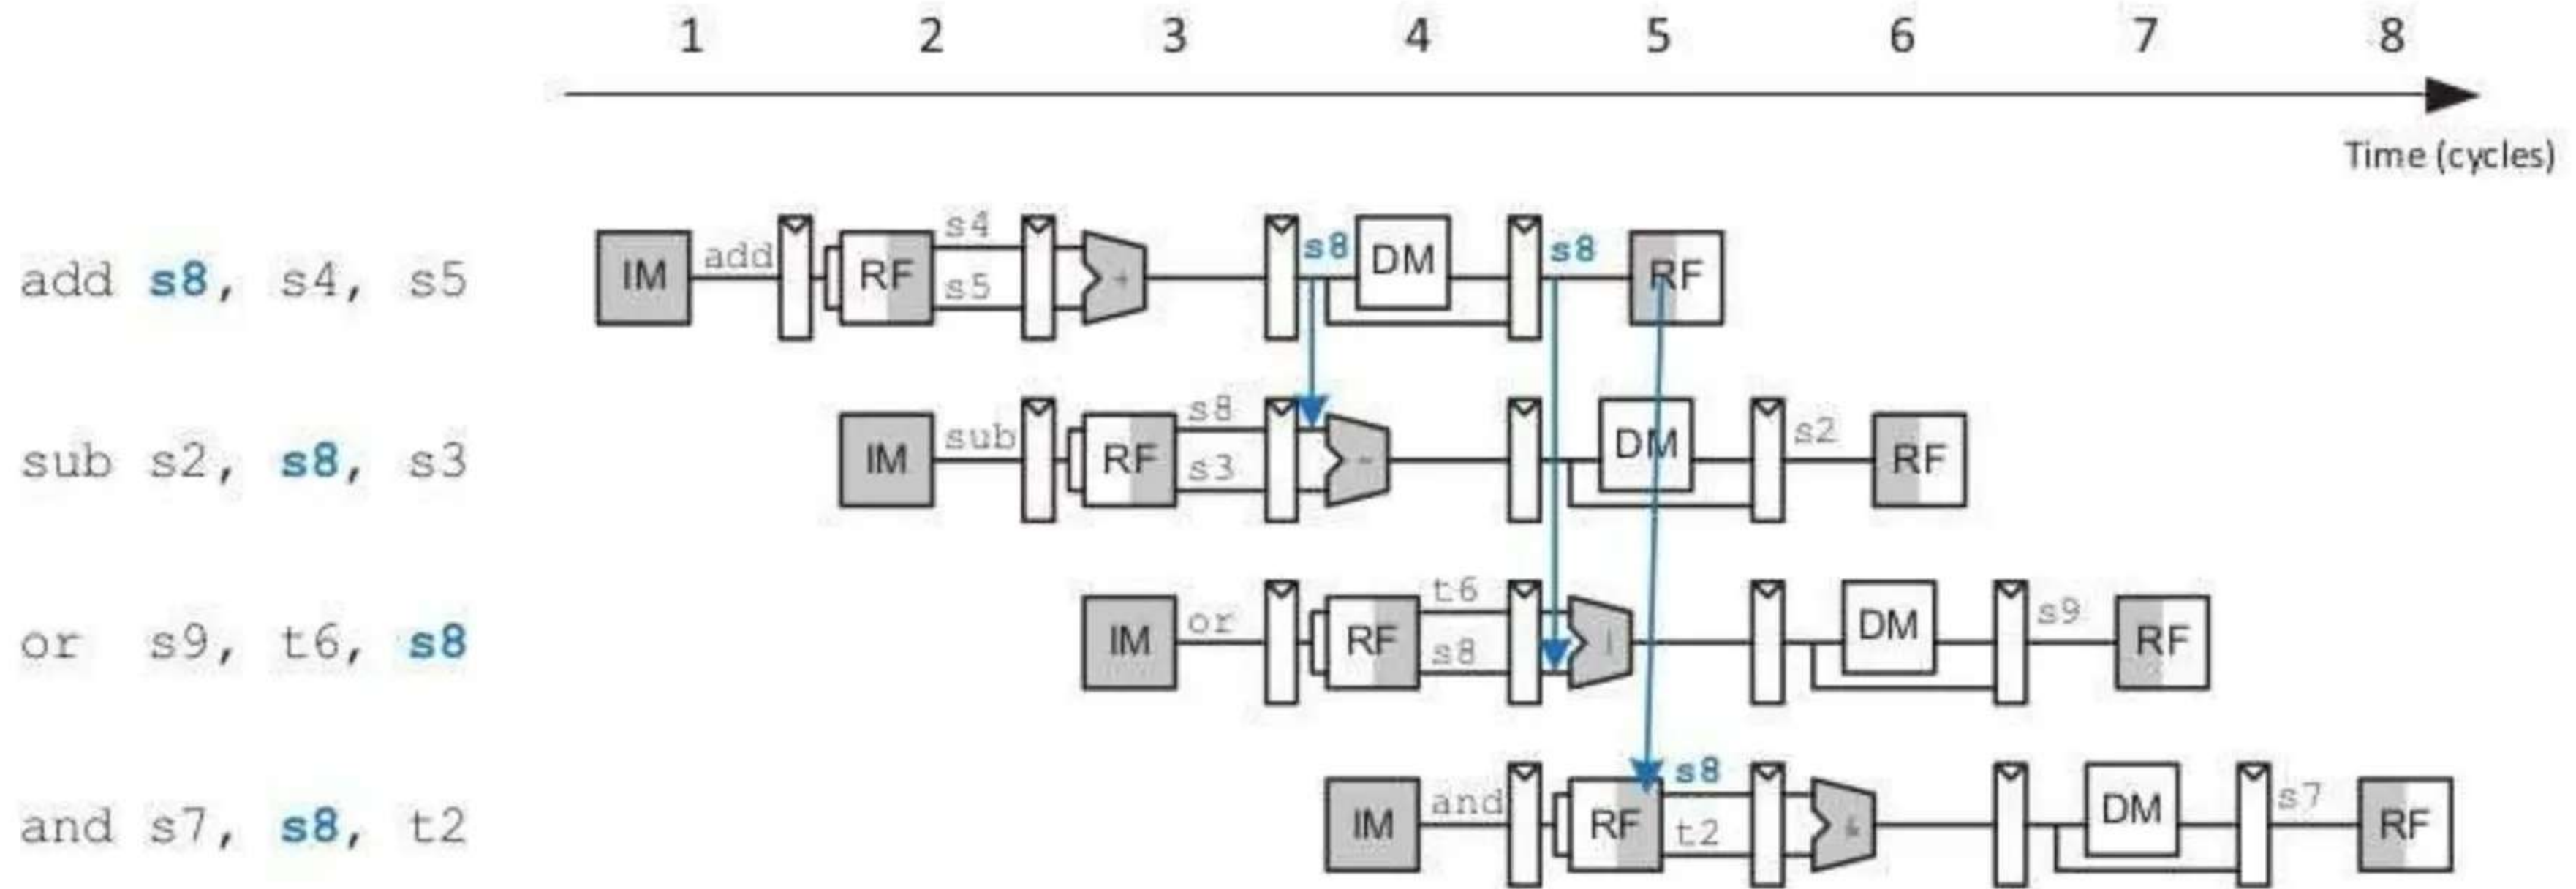 1 2 3 4 5 6 7 8
Time (cycles)
add s8, s4, s5 IM add RF s4 s5 + s8 DM s8 RF
sub s2, s8, s3 IM sub RF s8 s3 - DM s2 RF
or s9, t6, s8 IM or RF t6 s8 | DM s9 RF
and s7, s8, t2 IM and RF s8 t2 & DM s7 RF